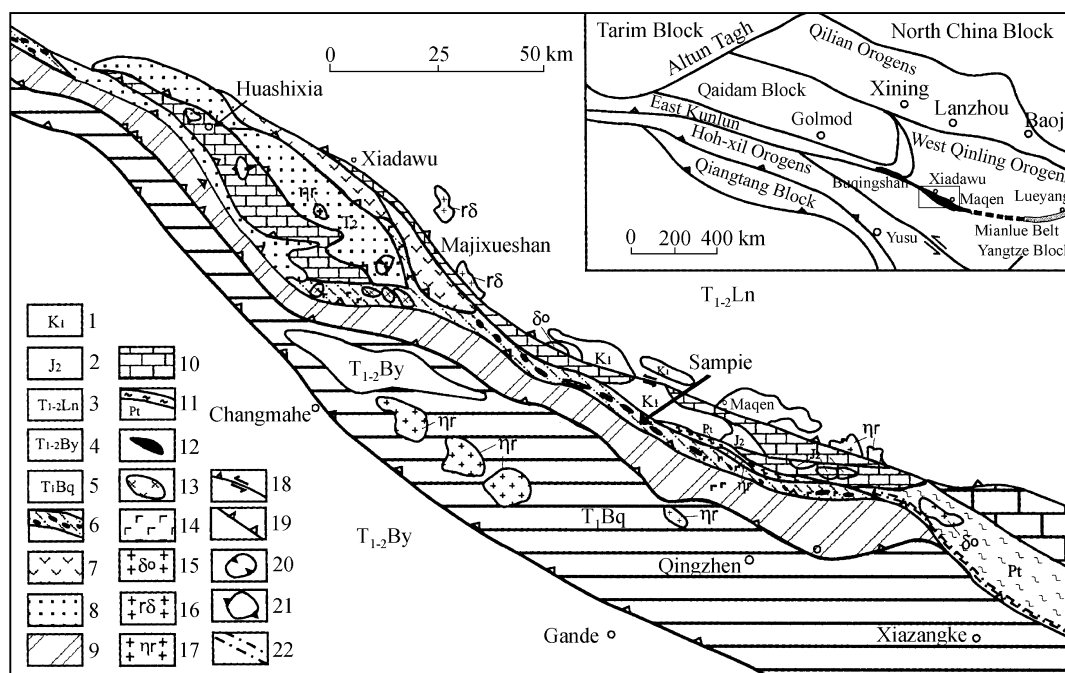 0 25 50 km
Huashixia
Xiadawu
ηr
T₂
rδ
Majixueshan
rδ
T₁₋₂Ln
δo
K₁
K₁
Sampie
K₁
Maqen
Pt
J₂
J₂
ηr
ηr
T₁₋₂By
Changmahe
ηr
ηr
T₁Bq
ηr
T₁₋₂By
Qingzhen
δo
Pt
Gande
Xiazangke
Tarim Block
North China Block
Altun Tagh
Qilian Orogens
Qaidam Block
Xining
Lanzhou
Baoj
East Kunlun
Golmod
Hoh-xil Orogens
West Qinling Orogens
Qiangtang Block
Buqingshan
Xiadawu
Maqen
Lueyang
Yusu
Mianlue Belt
Yangtze Block
0 200 400 km
K₁ 1
J₂ 2
T₁₋₂Ln 3
T₁₋₂By 4
T₁Bq 5
6
7
8
9
10
Pt 11
12
13
14
δo 15
rδ 16
ηr 17
18
19
20
21
22